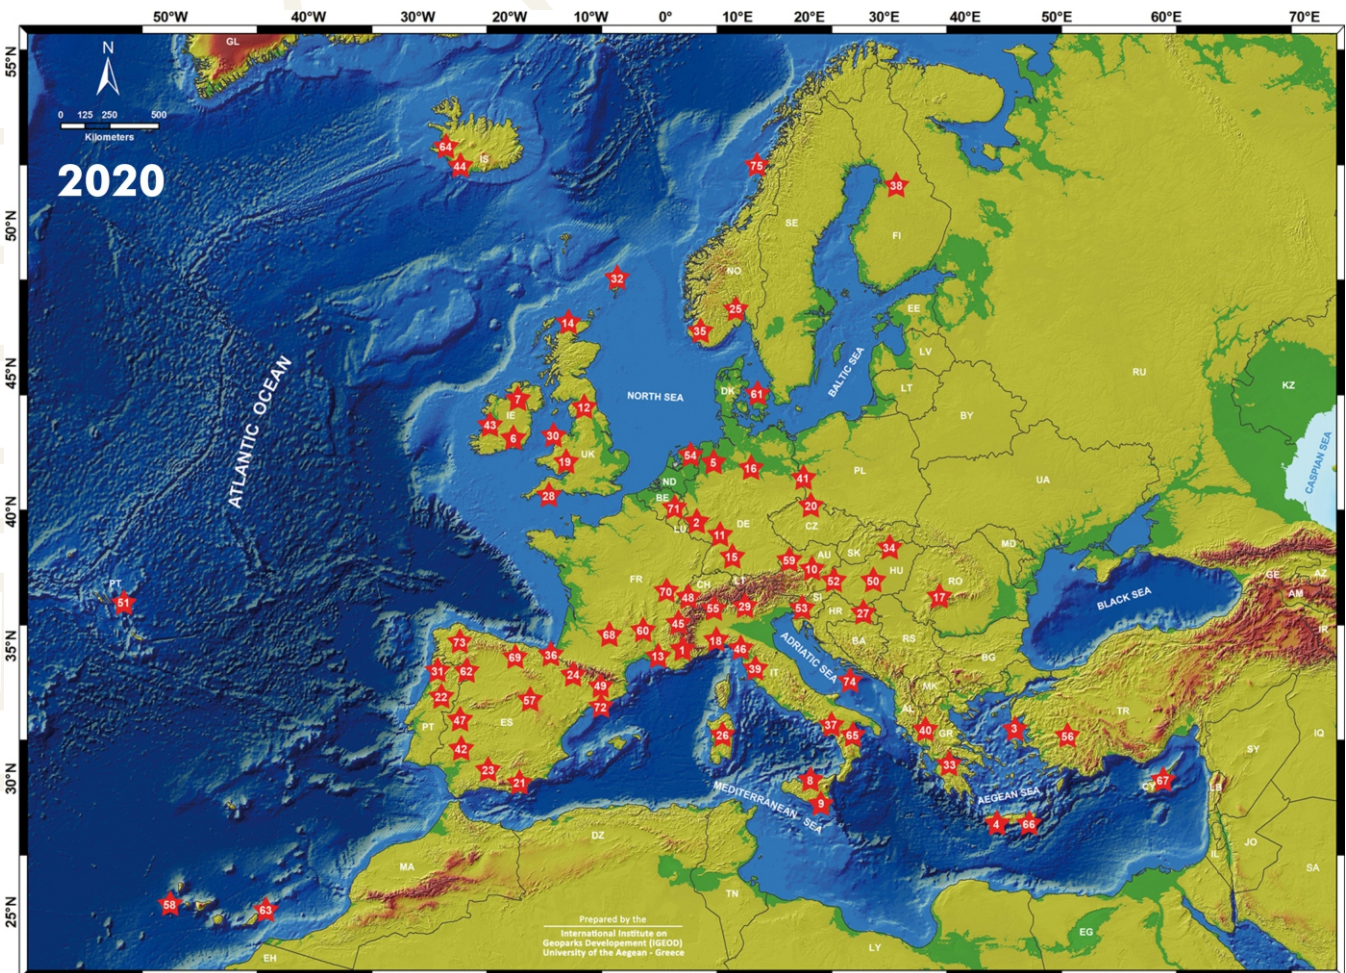 50°W 40°W 30°W 20°W 10°W 0° 10°E 20°E 30°E 40°E 50°E 60°E 70°E
55°N
50°N
45°N
40°N
35°N
30°N
25°N
GL
N
0 125 250 500
Kilometers
2020
64
44
IS
75
38
SE
FI
NO
32
25
35
14
EE
LV
LT
RU
KZ
BALTIC SEA
NORTH SEA
DK
61
BY
7
IE
43
6
12
30
19
UK
28
ATLANTIC OCEAN
CASPIAN SEA
54
5
16
41
PL
UA
ND
BE
71
LU
2
DE
11
20
CZ
15
59
10
AU
SK
34
HU
MD
52
50
RO
17
FR
70
CH
48
LT
55
29
SI
53
HR
27
BA
RS
BG
BLACK SEA
GE
AZ
AM
IR
PT
51
68
60
45
1
13
18
46
39
IT
ADRIATIC SEA
74
MK
AL
40
GR
33
73
31
62
69
36
24
49
72
22
57
PT
47
ES
42
23
21
26
37
65
8
9
MEDITERRANEAN SEA
3
56
TR
AEGEAN SEA
4
66
CY
67
LB
SY
IQ
IL
JO
SA
58
63
MA
DZ
TN
LY
EG
EH
Prepared by the
International Institute on
Geoparks Developement (IGEOD)
University of the Aegean - Greece